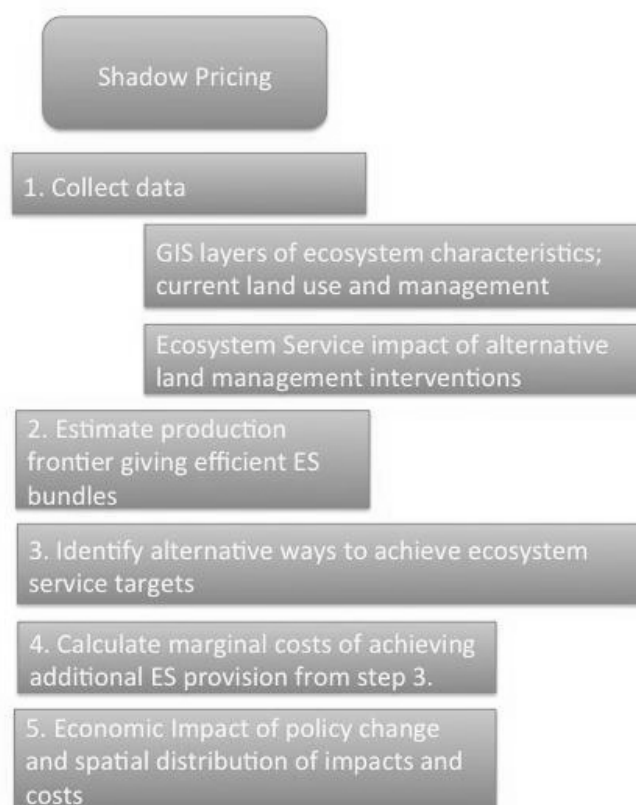 Shadow Pricing
1. Collect data
GIS layers of ecosystem characteristics;
current land use and management
Ecosystem Service impact of alternative
land management interventions
2. Estimate production
frontier giving efficient ES
bundles
3. Identify alternative ways to achieve ecosystem
service targets
4. Calculate marginal costs of achieving
additional ES provision from step 3.
5. Economic Impact of policy change
and spatial distribution of impacts and
costs